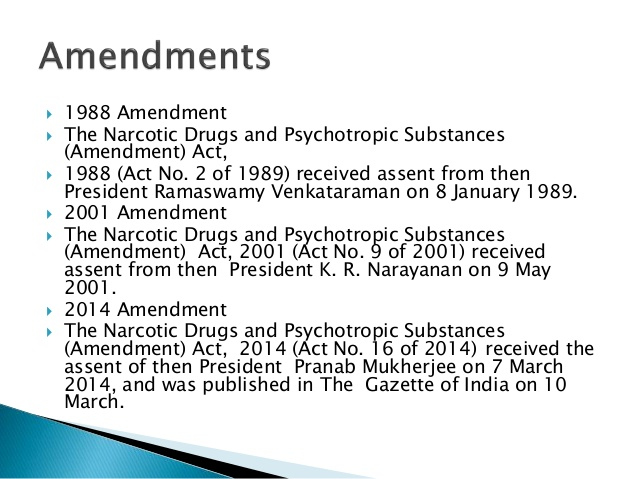 Amendments
1988 Amendment
The Narcotic Drugs and Psychotropic Substances
(Amendment) Act,
1988 (Act No. 2 of 1989) received assent from then
President Ramaswamy Venkataraman on 8 January 1989.
2001 Amendment
The Narcotic Drugs and Psychotropic Substances
(Amendment) Act, 2001 (Act No. 9 of 2001) received
assent from then President K. R. Narayanan on 9 May
2001.
2014 Amendment
The Narcotic Drugs and Psychotropic Substances
(Amendment) Act, 2014 (Act No. 16 of 2014) received the
assent of then President Pranab Mukherjee on 7 March
2014, and was published in The Gazette of India on 10
March.